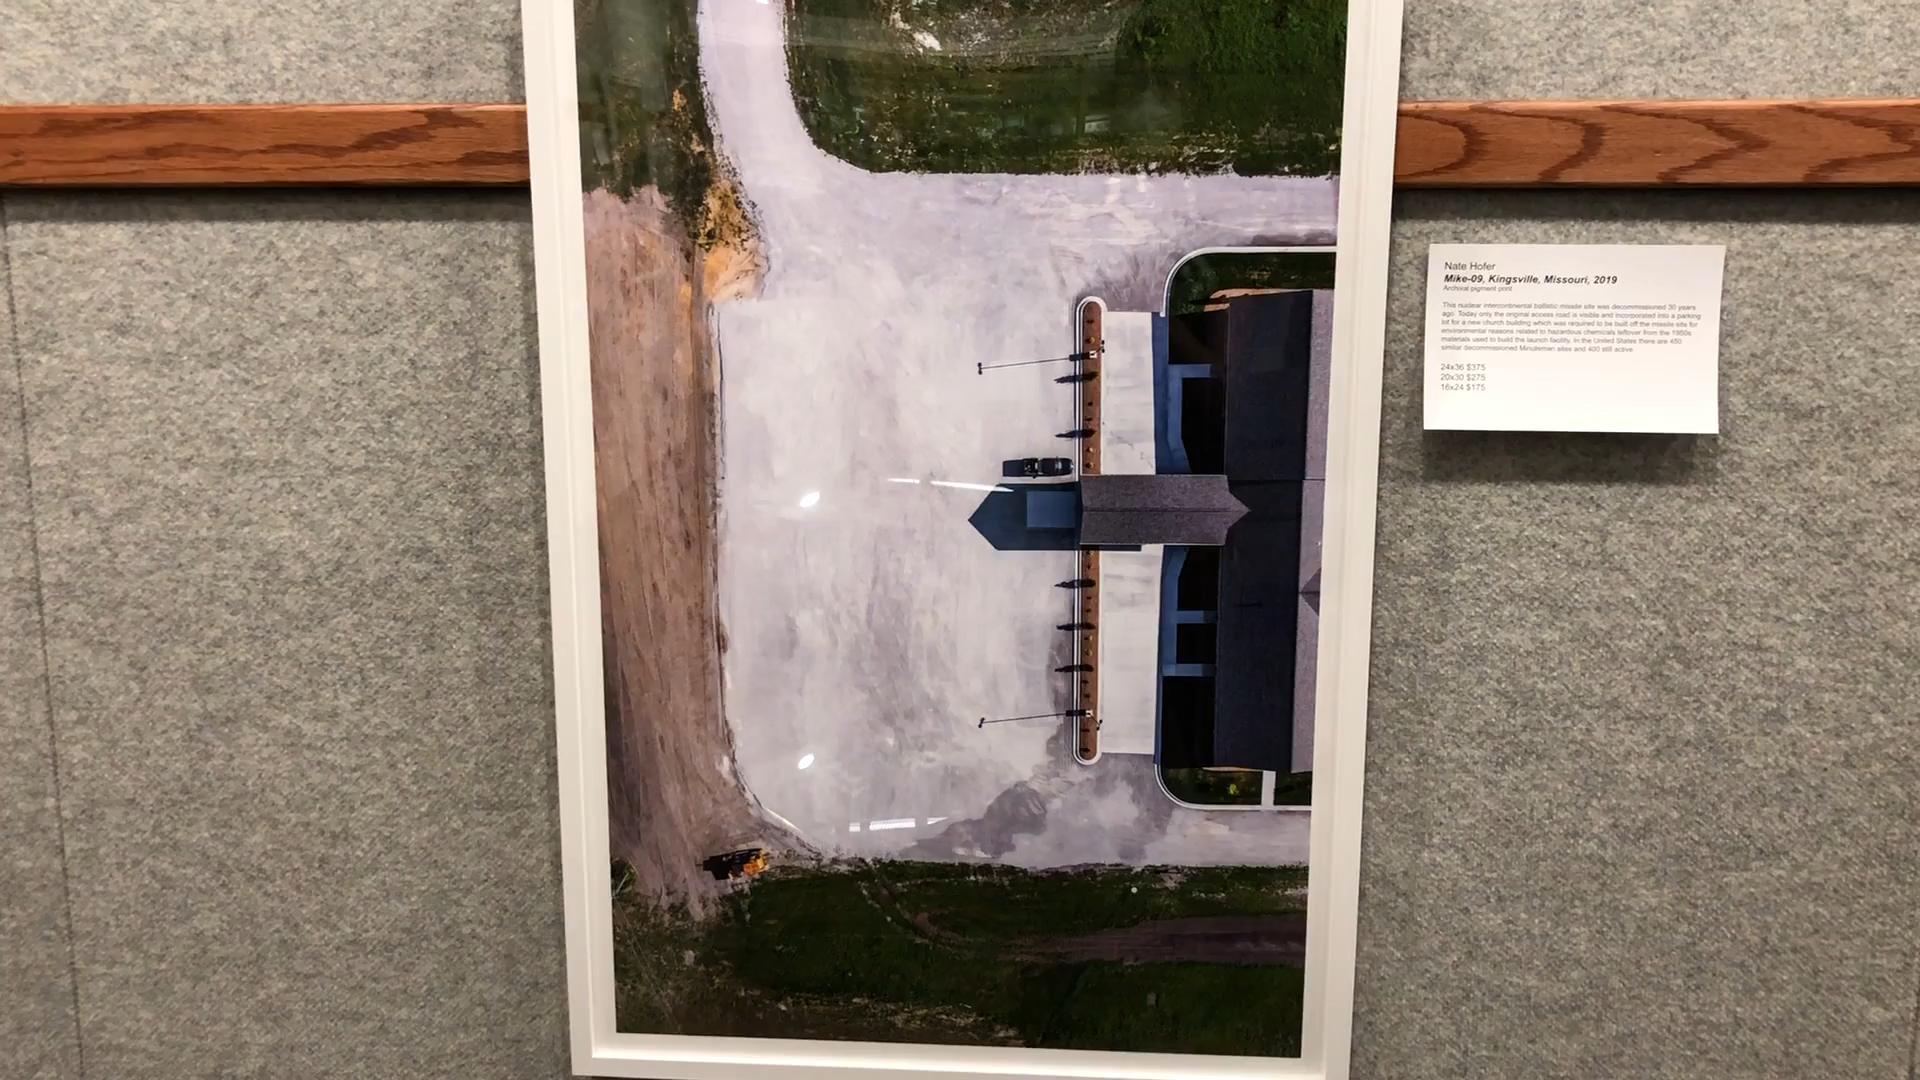 Nate Hofer
Mike-09, Kingsville, Missouri, 2019
Archival pigment print
This nuclear intercontinental ballistic missile site was decommissioned 30 years
ago. Today only the original access road is visible and incorporated into a parking
lot for a new church building which was required to be built off the missile site for
environmental reasons related to hazardous chemicals leftover from the 1960s
materials used to build the launch facility. In the United States there are 450
similar decommissioned Minuteman sites and 400 still active
24x36 $375
20x30 $275
16x24 $175